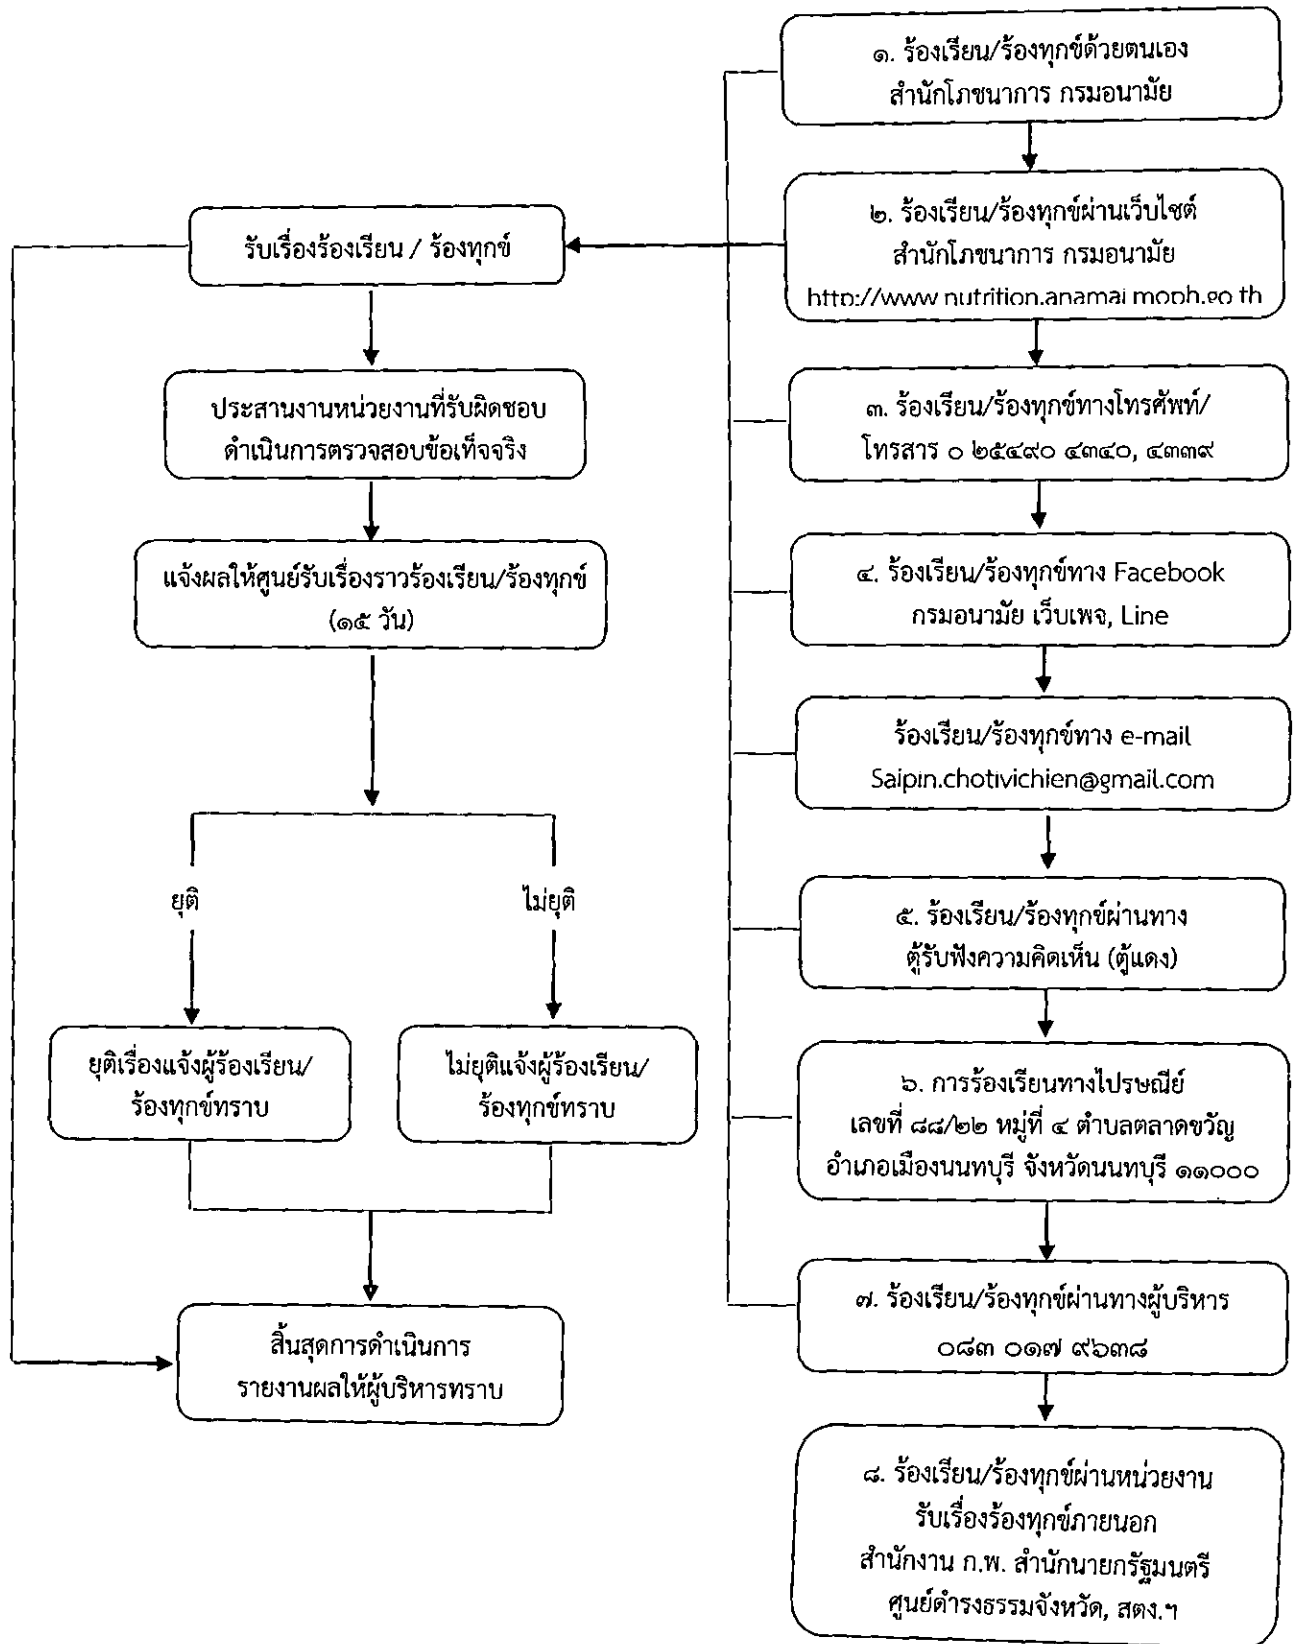 ๑. ร้องเรียน/ร้องทุกข์ด้วยตนเอง
สำนักโภชนาการ กรมอนามัย
๒. ร้องเรียน/ร้องทุกข์ผ่านเว็บไซต์
สำนักโภชนาการ กรมอนามัย
http://www.nutrition.anamai.moph.go.th
๓. ร้องเรียน/ร้องทุกข์ทางโทรศัพท์/
โทรสาร ๐ ๒๕๔๙๐ ๔๓๔๐, ๔๓๓๙
๔. ร้องเรียน/ร้องทุกข์ทาง Facebook
กรมอนามัย เว็บเพจ, Line
ร้องเรียน/ร้องทุกข์ทาง e-mail
Saipin.chotivichien@gmail.com
๕. ร้องเรียน/ร้องทุกข์ผ่านทาง
ตู้รับฟังความคิดเห็น (ตู้แดง)
๖. การร้องเรียนทางไปรษณีย์
เลขที่ ๘๘/๒๒ หมู่ที่ ๔ ตำบลตลาดขวัญ
อำเภอเมืองนนทบุรี จังหวัดนนทบุรี ๑๑๐๐๐
๗. ร้องเรียน/ร้องทุกข์ผ่านทางผู้บริหาร
๐๘๓ ๐๑๗ ๙๖๓๘
๘. ร้องเรียน/ร้องทุกข์ผ่านหน่วยงาน
รับเรื่องร้องทุกข์ภายนอก
สำนักงาน ก.พ. สำนักนายกรัฐมนตรี
ศูนย์ดำรงธรรมจังหวัด, สตง.ฯ
รับเรื่องร้องเรียน / ร้องทุกข์
ประสานงานหน่วยงานที่รับผิดชอบ
ดำเนินการตรวจสอบข้อเท็จจริง
แจ้งผลให้ศูนย์รับเรื่องราวร้องเรียน/ร้องทุกข์
(๑๕ วัน)
ยุติ
ไม่ยุติ
ยุติเรื่องแจ้งผู้ร้องเรียน/
ร้องทุกข์ทราบ
ไม่ยุติแจ้งผู้ร้องเรียน/
ร้องทุกข์ทราบ
สิ้นสุดการดำเนินการ
รายงานผลให้ผู้บริหารทราบ